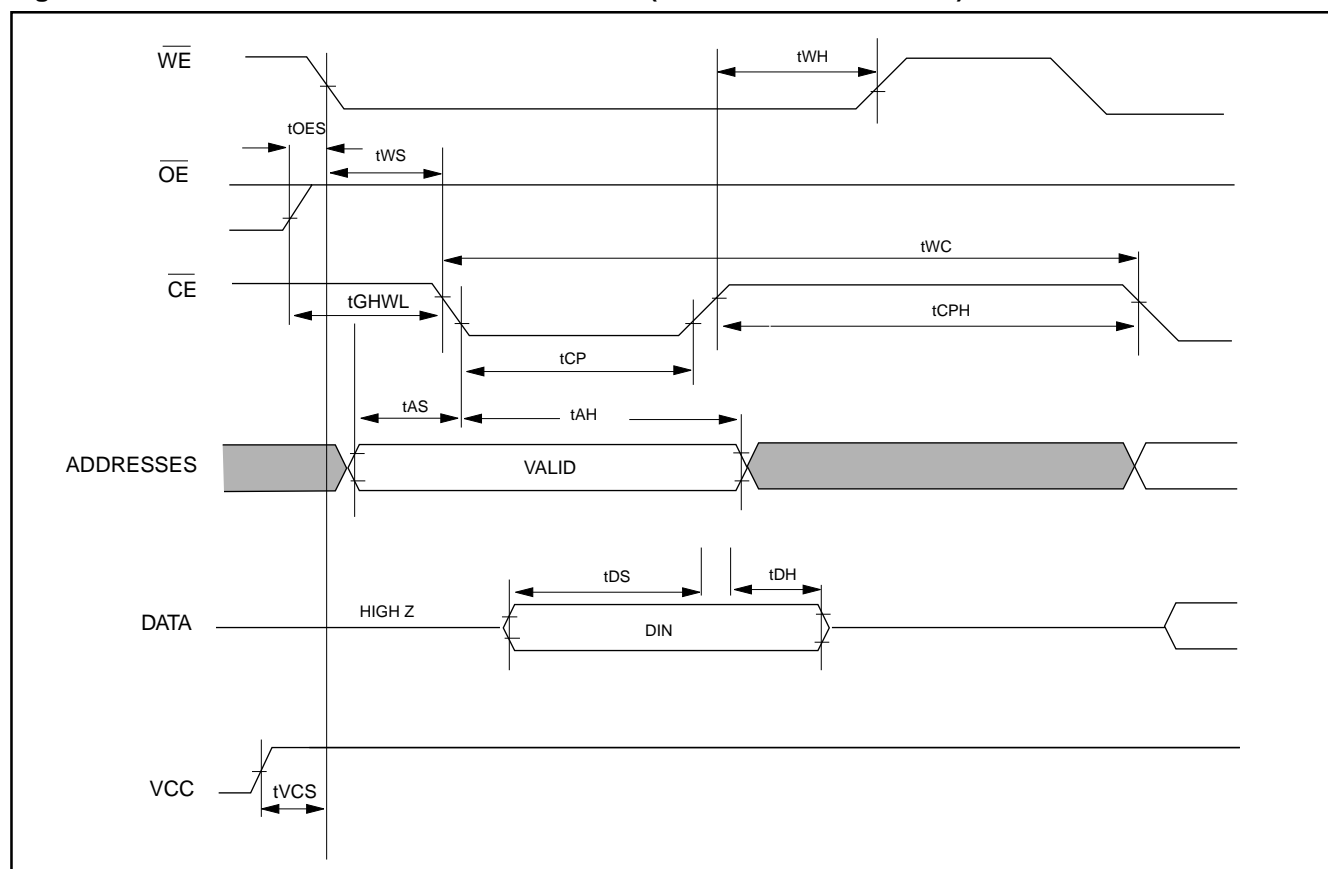 WE
tWH
tOES
tWS
OE
tWC
CE
tGHWL
tCPH
tCP
tAS
tAH
ADDRESSES
VALID
tDS
tDH
HIGH Z
DATA
DIN
VCC
tVCS